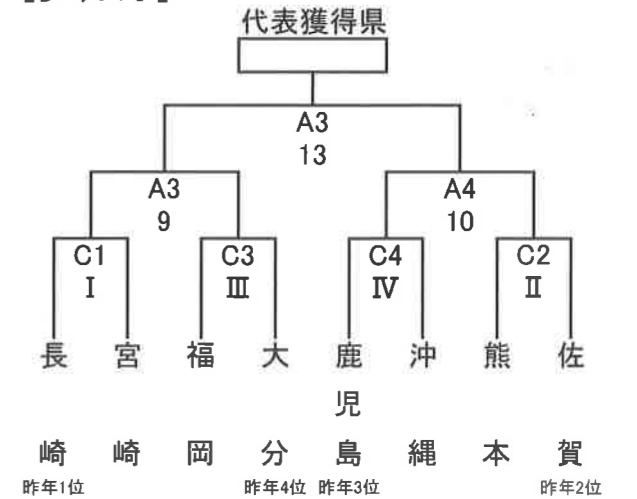 代表獲得県
A3
13
A3
9
A4
10
C1
Ⅰ
C3
Ⅲ
C4
Ⅳ
C2
Ⅱ
長崎
昨年1位
宮崎
福岡
大分
昨年4位
鹿児島
昨年3位
沖縄
熊本
佐賀
昨年2位